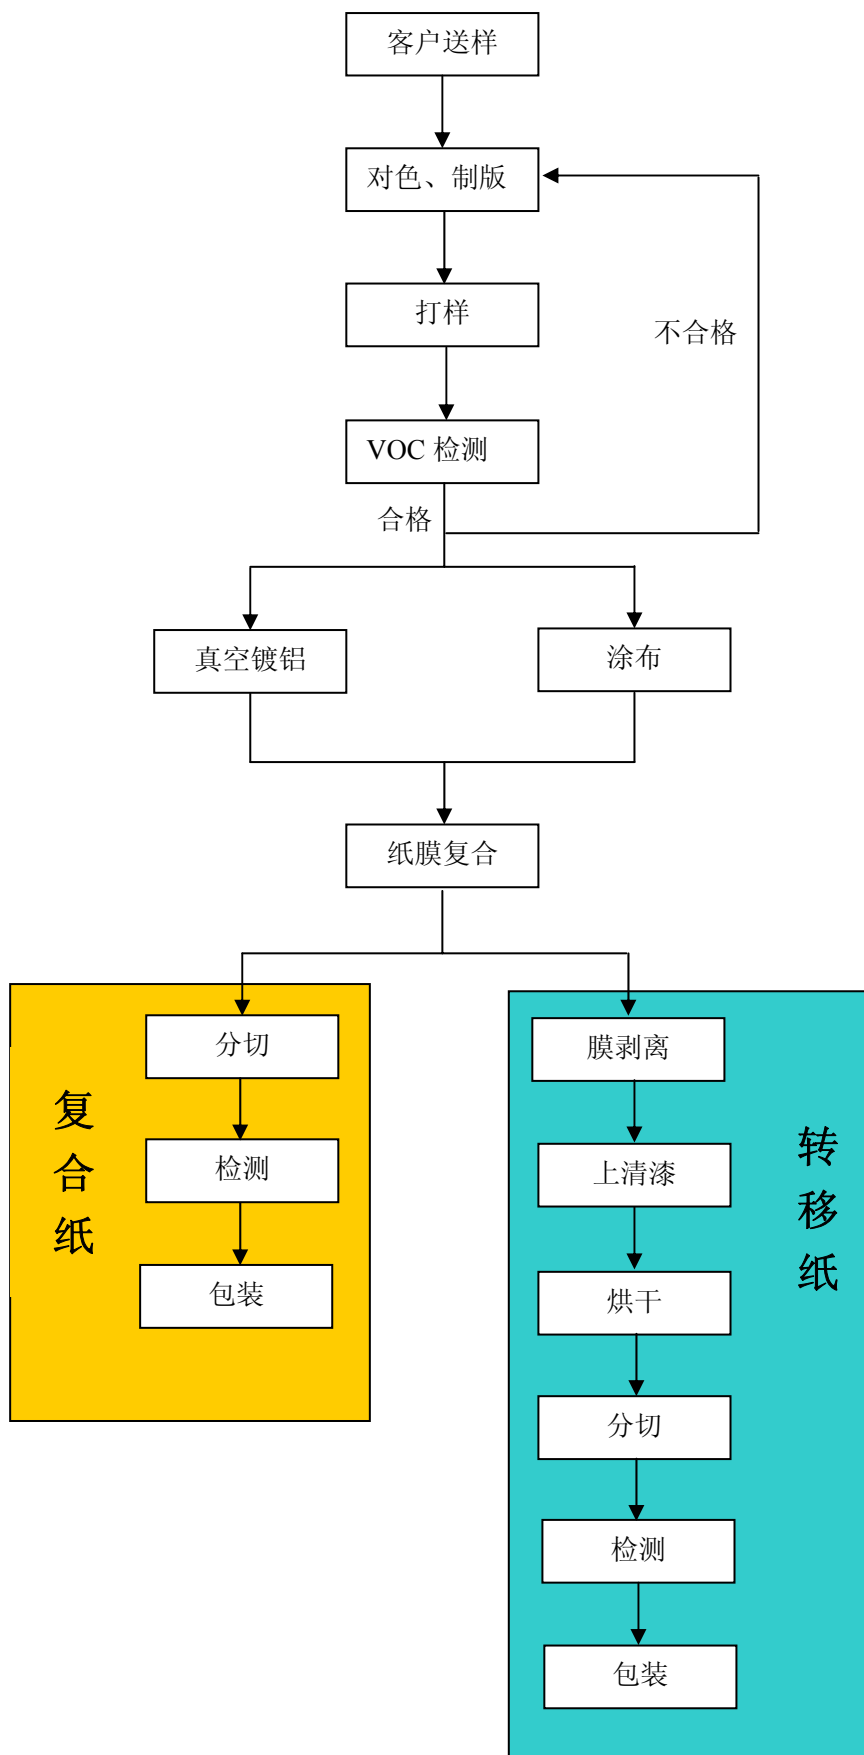 客户送样
对色、制版
打样
不合格
VOC 检测
合格
真空镀铝
涂布
纸膜复合
复合纸
分切
检测
包装
膜剥离
上清漆
烘干
分切
检测
包装
转移纸